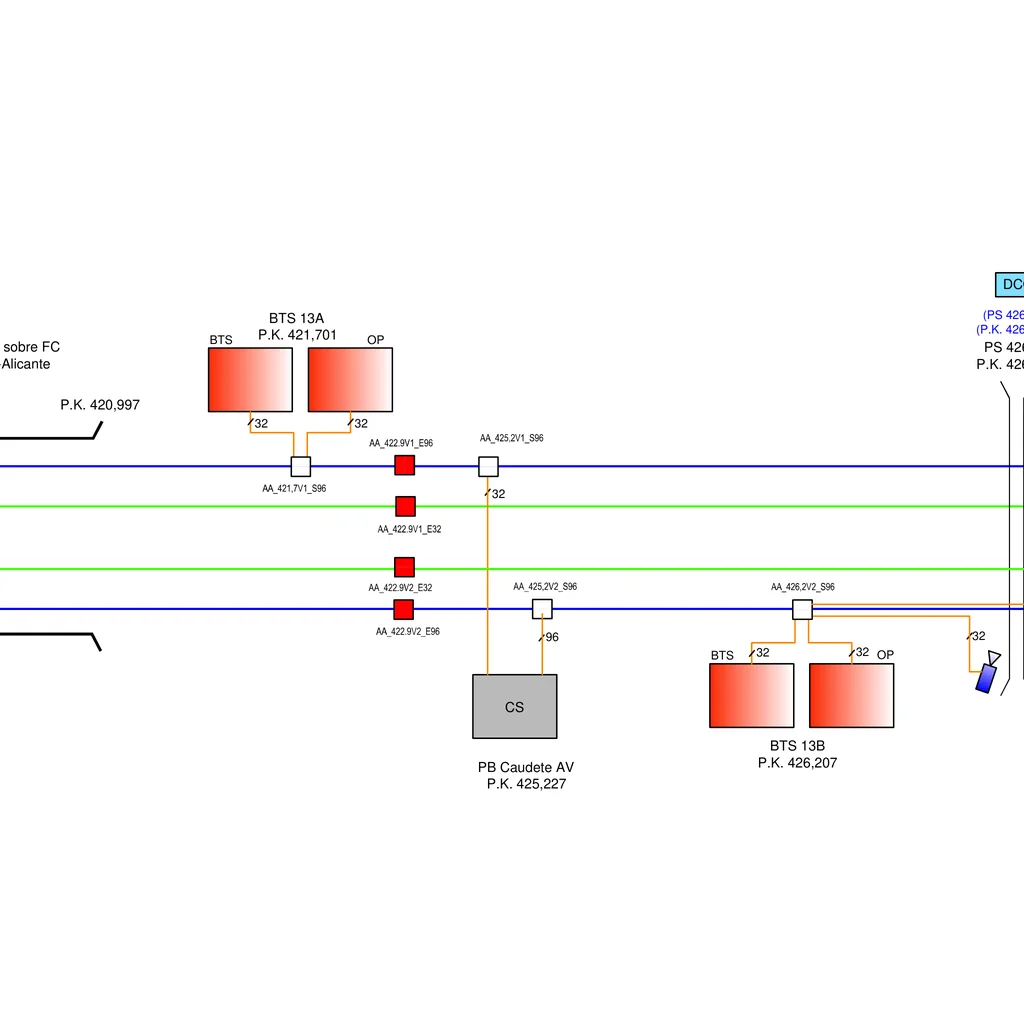 DC
(PS 426
(P.K. 426
PS 426
P.K. 426
sobre FC
-Alicante
P.K. 420,997
BTS 13A
P.K. 421,701
BTS
OP
32
32
AA_422.9V1_E96
AA_425,2V1_S96
AA_421,7V1_S96
32
AA_422.9V1_E32
AA_422.9V2_E32
AA_425,2V2_S96
AA_426,2V2_S96
AA_422.9V2_E96
96
32
BTS
32
32
OP
CS
BTS 13B
P.K. 426,207
PB Caudete AV
P.K. 425,227